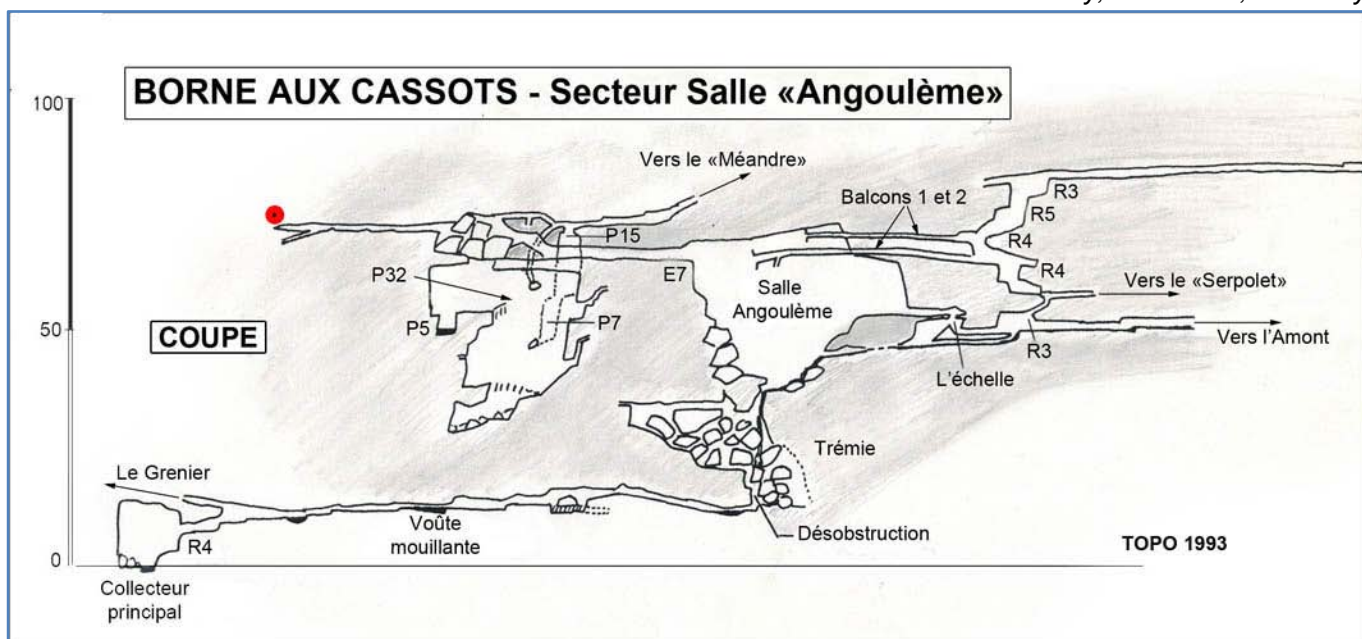 BORNE AUX CASSOTS - Secteur Salle «Angoulème»
100
Vers le «Méandre»
Balcons 1 et 2
R3
R5
P15
R4
P32
E7
Salle
Angoulème
R4
Vers le «Serpolet»
50
P5
P7
COUPE
R3
Vers l'Amont
L'échelle
Trémie
Le Grenier
Voûte
mouillante
Désobstruction
R4
TOPO 1993
0
Collecteur
principal